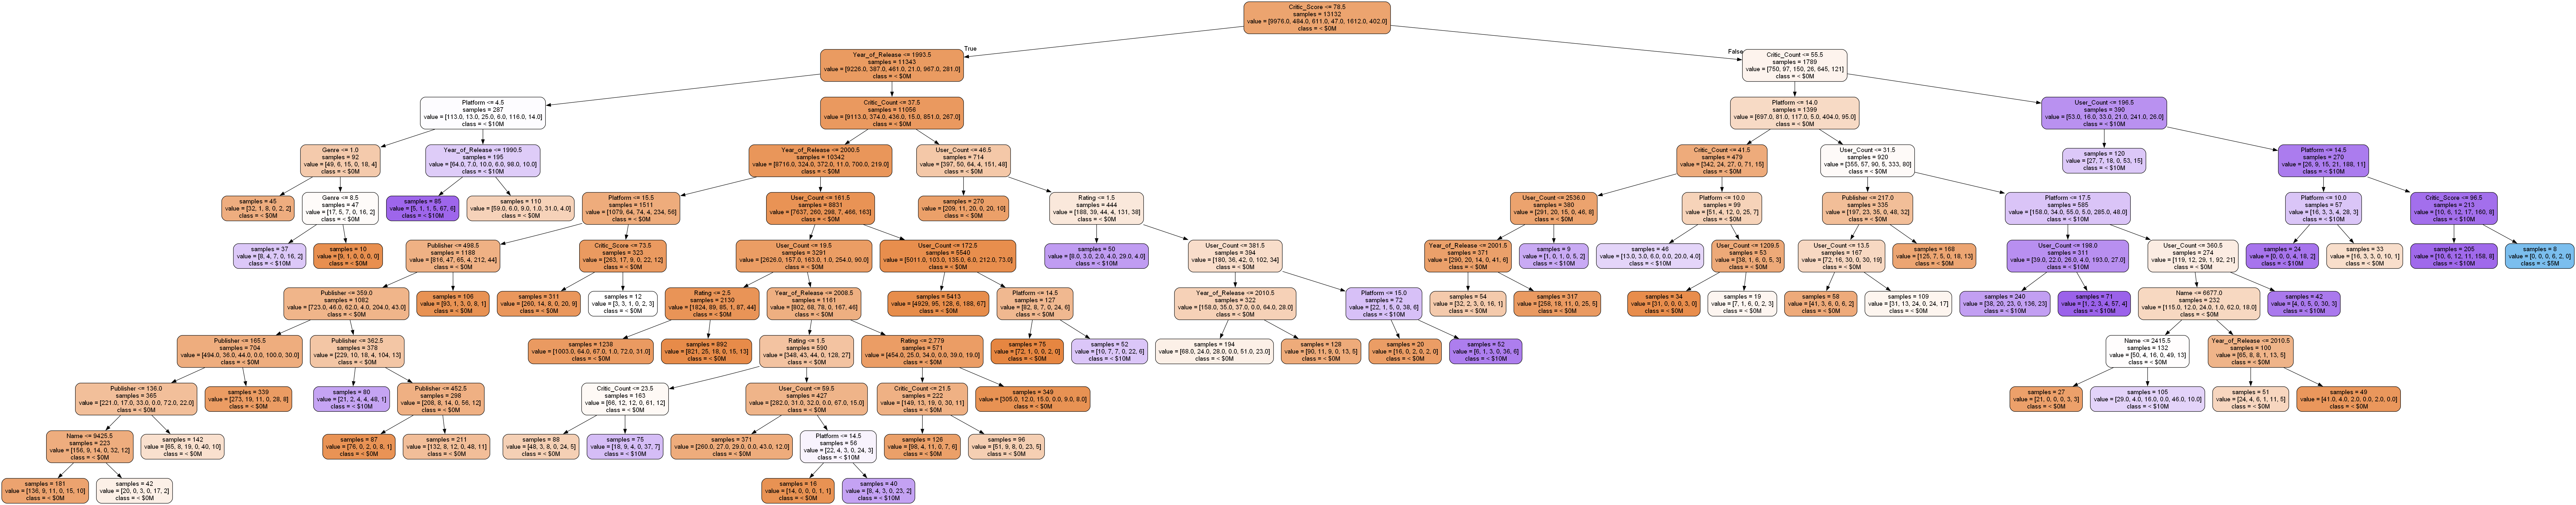 Critic_Score <= 78.5
samples = 13132
value = [9976.0, 484.0, 611.0, 47.0, 1612.0, 402.0]
class = < $0M
True
False
Year_of_Release <= 1993.5
samples = 11343
value = [9226.0, 387.0, 461.0, 21.0, 967.0, 281.0]
class = < $0M
Critic_Count <= 55.5
samples = 1789
value = [750, 97, 150, 26, 645, 121]
class = < $0M
Platform <= 4.5
samples = 287
value = [113.0, 13.0, 25.0, 6.0, 116.0, 14.0]
class = < $10M
Critic_Count <= 37.5
samples = 11056
value = [9113.0, 374.0, 436.0, 15.0, 851.0, 267.0]
class = < $0M
Platform <= 14.0
samples = 1399
value = [697.0, 81.0, 117.0, 5.0, 404.0, 95.0]
class = < $0M
User_Count <= 196.5
samples = 390
value = [53.0, 16.0, 33.0, 21.0, 241.0, 26.0]
class = < $10M
Genre <= 1.0
samples = 92
value = [49, 6, 15, 0, 18, 4]
class = < $0M
Year_of_Release <= 1990.5
samples = 195
value = [64.0, 7.0, 10.0, 6.0, 98.0, 10.0]
class = < $10M
Year_of_Release <= 2000.5
samples = 10342
value = [8716.0, 324.0, 372.0, 11.0, 700.0, 219.0]
class = < $0M
User_Count <= 46.5
samples = 714
value = [397, 50, 64, 4, 151, 48]
class = < $0M
Critic_Count <= 41.5
samples = 479
value = [342, 24, 27, 0, 71, 15]
class = < $0M
User_Count <= 31.5
samples = 920
value = [355, 57, 90, 5, 333, 80]
class = < $0M
samples = 120
value = [27, 7, 18, 0, 53, 15]
class = < $10M
Platform <= 14.5
samples = 270
value = [26, 9, 15, 21, 188, 11]
class = < $10M
samples = 45
value = [32, 1, 8, 0, 2, 2]
class = < $0M
Genre <= 8.5
samples = 47
value = [17, 5, 7, 0, 16, 2]
class = < $0M
samples = 85
value = [5, 1, 1, 5, 67, 6]
class = < $10M
samples = 110
value = [59.0, 6.0, 9.0, 1.0, 31.0, 4.0]
class = < $0M
Platform <= 15.5
samples = 1511
value = [1079, 64, 74, 4, 234, 56]
class = < $0M
User_Count <= 161.5
samples = 8831
value = [7637, 260, 298, 7, 466, 163]
class = < $0M
samples = 270
value = [209, 11, 20, 0, 20, 10]
class = < $0M
Rating <= 1.5
samples = 444
value = [188, 39, 44, 4, 131, 38]
class = < $0M
User_Count <= 2536.0
samples = 380
value = [291, 20, 15, 0, 46, 8]
class = < $0M
Platform <= 10.0
samples = 99
value = [51, 4, 12, 0, 25, 7]
class = < $0M
Publisher <= 217.0
samples = 335
value = [197, 23, 35, 0, 48, 32]
class = < $0M
Platform <= 17.5
samples = 585
value = [158.0, 34.0, 55.0, 5.0, 285.0, 48.0]
class = < $10M
Platform <= 10.0
samples = 57
value = [16, 3, 3, 4, 28, 3]
class = < $10M
Critic_Score <= 96.5
samples = 213
value = [10, 6, 12, 17, 160, 8]
class = < $10M
samples = 37
value = [8, 4, 7, 0, 16, 2]
class = < $10M
samples = 10
value = [9, 1, 0, 0, 0, 0]
class = < $0M
Publisher <= 498.5
samples = 1188
value = [816, 47, 65, 4, 212, 44]
class = < $0M
Critic_Score <= 73.5
samples = 323
value = [263, 17, 9, 0, 22, 12]
class = < $0M
User_Count <= 19.5
samples = 3291
value = [2626.0, 157.0, 163.0, 1.0, 254.0, 90.0]
class = < $0M
User_Count <= 172.5
samples = 5540
value = [5011.0, 103.0, 135.0, 6.0, 212.0, 73.0]
class = < $0M
samples = 50
value = [8.0, 3.0, 2.0, 4.0, 29.0, 4.0]
class = < $10M
User_Count <= 381.5
samples = 394
value = [180, 36, 42, 0, 102, 34]
class = < $0M
Year_of_Release <= 2001.5
samples = 371
value = [290, 20, 14, 0, 41, 6]
class = < $0M
samples = 9
value = [1, 0, 1, 0, 5, 2]
class = < $10M
samples = 46
value = [13.0, 3.0, 6.0, 0.0, 20.0, 4.0]
class = < $10M
User_Count <= 1209.5
samples = 53
value = [38, 1, 6, 0, 5, 3]
class = < $0M
User_Count <= 13.5
samples = 167
value = [72, 16, 30, 0, 30, 19]
class = < $0M
samples = 168
value = [125, 7, 5, 0, 18, 13]
class = < $0M
User_Count <= 198.0
samples = 311
value = [39.0, 22.0, 26.0, 4.0, 193.0, 27.0]
class = < $10M
User_Count <= 360.5
samples = 274
value = [119, 12, 29, 1, 92, 21]
class = < $0M
samples = 24
value = [0, 0, 0, 4, 18, 2]
class = < $10M
samples = 33
value = [16, 3, 3, 0, 10, 1]
class = < $0M
samples = 205
value = [10, 6, 12, 11, 158, 8]
class = < $10M
samples = 8
value = [0, 0, 0, 6, 2, 0]
class = < $5M
Publisher <= 359.0
samples = 1082
value = [723.0, 46.0, 62.0, 4.0, 204.0, 43.0]
class = < $0M
samples = 106
value = [93, 1, 3, 0, 8, 1]
class = < $0M
samples = 311
value = [260, 14, 8, 0, 20, 9]
class = < $0M
samples = 12
value = [3, 3, 1, 0, 2, 3]
class = < $0M
Rating <= 2.5
samples = 2130
value = [1824, 89, 85, 1, 87, 44]
class = < $0M
Year_of_Release <= 2008.5
samples = 1161
value = [802, 68, 78, 0, 167, 46]
class = < $0M
samples = 5413
value = [4929, 95, 128, 6, 188, 67]
class = < $0M
Platform <= 14.5
samples = 127
value = [82, 8, 7, 0, 24, 6]
class = < $0M
Year_of_Release <= 2010.5
samples = 322
value = [158.0, 35.0, 37.0, 0.0, 64.0, 28.0]
class = < $0M
Platform <= 15.0
samples = 72
value = [22, 1, 5, 0, 38, 6]
class = < $10M
samples = 54
value = [32, 2, 3, 0, 16, 1]
class = < $0M
samples = 317
value = [258, 18, 11, 0, 25, 5]
class = < $0M
samples = 34
value = [31, 0, 0, 0, 3, 0]
class = < $0M
samples = 19
value = [7, 1, 6, 0, 2, 3]
class = < $0M
samples = 58
value = [41, 3, 6, 0, 6, 2]
class = < $0M
samples = 109
value = [31, 13, 24, 0, 24, 17]
class = < $0M
samples = 240
value = [38, 20, 23, 0, 136, 23]
class = < $10M
samples = 71
value = [1, 2, 3, 4, 57, 4]
class = < $10M
Name <= 6677.0
samples = 232
value = [115.0, 12.0, 24.0, 1.0, 62.0, 18.0]
class = < $0M
samples = 42
value = [4, 0, 5, 0, 30, 3]
class = < $10M
Publisher <= 165.5
samples = 704
value = [494.0, 36.0, 44.0, 0.0, 100.0, 30.0]
class = < $0M
Publisher <= 362.5
samples = 378
value = [229, 10, 18, 4, 104, 13]
class = < $0M
samples = 1238
value = [1003.0, 64.0, 67.0, 1.0, 72.0, 31.0]
class = < $0M
samples = 892
value = [821, 25, 18, 0, 15, 13]
class = < $0M
Rating <= 1.5
samples = 590
value = [348, 43, 44, 0, 128, 27]
class = < $0M
Rating <= 2.779
samples = 571
value = [454.0, 25.0, 34.0, 0.0, 39.0, 19.0]
class = < $0M
samples = 75
value = [72, 1, 0, 0, 2, 0]
class = < $0M
samples = 52
value = [10, 7, 7, 0, 22, 6]
class = < $10M
samples = 194
value = [68.0, 24.0, 28.0, 0.0, 51.0, 23.0]
class = < $0M
samples = 128
value = [90, 11, 9, 0, 13, 5]
class = < $0M
samples = 20
value = [16, 0, 2, 0, 2, 0]
class = < $0M
samples = 52
value = [6, 1, 3, 0, 36, 6]
class = < $10M
Name <= 2415.5
samples = 132
value = [50, 4, 16, 0, 49, 13]
class = < $0M
Year_of_Release <= 2010.5
samples = 100
value = [65, 8, 8, 1, 13, 5]
class = < $0M
Publisher <= 136.0
samples = 365
value = [221.0, 17.0, 33.0, 0.0, 72.0, 22.0]
class = < $0M
samples = 339
value = [273, 19, 11, 0, 28, 8]
class = < $0M
samples = 80
value = [21, 2, 4, 4, 48, 1]
class = < $10M
Publisher <= 452.5
samples = 298
value = [208, 8, 14, 0, 56, 12]
class = < $0M
Critic_Count <= 23.5
samples = 163
value = [66, 12, 12, 0, 61, 12]
class = < $0M
User_Count <= 59.5
samples = 427
value = [282.0, 31.0, 32.0, 0.0, 67.0, 15.0]
class = < $0M
Critic_Count <= 21.5
samples = 222
value = [149, 13, 19, 0, 30, 11]
class = < $0M
samples = 349
value = [305.0, 12.0, 15.0, 0.0, 9.0, 8.0]
class = < $0M
samples = 27
value = [21, 0, 0, 0, 3, 3]
class = < $0M
samples = 105
value = [29.0, 4.0, 16.0, 0.0, 46.0, 10.0]
class = < $10M
samples = 51
value = [24, 4, 6, 1, 11, 5]
class = < $0M
samples = 49
value = [41.0, 4.0, 2.0, 0.0, 2.0, 0.0]
class = < $0M
Name <= 9425.5
samples = 223
value = [156, 9, 14, 0, 32, 12]
class = < $0M
samples = 142
value = [65, 8, 19, 0, 40, 10]
class = < $0M
samples = 87
value = [76, 0, 2, 0, 8, 1]
class = < $0M
samples = 211
value = [132, 8, 12, 0, 48, 11]
class = < $0M
samples = 88
value = [48, 3, 8, 0, 24, 5]
class = < $0M
samples = 75
value = [18, 9, 4, 0, 37, 7]
class = < $10M
samples = 371
value = [260.0, 27.0, 29.0, 0.0, 43.0, 12.0]
class = < $0M
Platform <= 14.5
samples = 56
value = [22, 4, 3, 0, 24, 3]
class = < $10M
samples = 126
value = [98, 4, 11, 0, 7, 6]
class = < $0M
samples = 96
value = [51, 9, 8, 0, 23, 5]
class = < $0M
samples = 181
value = [136, 9, 11, 0, 15, 10]
class = < $0M
samples = 42
value = [20, 0, 3, 0, 17, 2]
class = < $0M
samples = 16
value = [14, 0, 0, 0, 1, 1]
class = < $0M
samples = 40
value = [8, 4, 3, 0, 23, 2]
class = < $10M